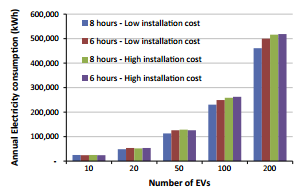 Annual Electricity consumption (kWh)
600,000
500,000
400,000
300,000
200,000
100,000
-
8 hours - Low installation cost
6 hours - Low installation cost
8 hours - High installation cost
6 hours - High installation cost
10 20 50 100 200
Number of EVs